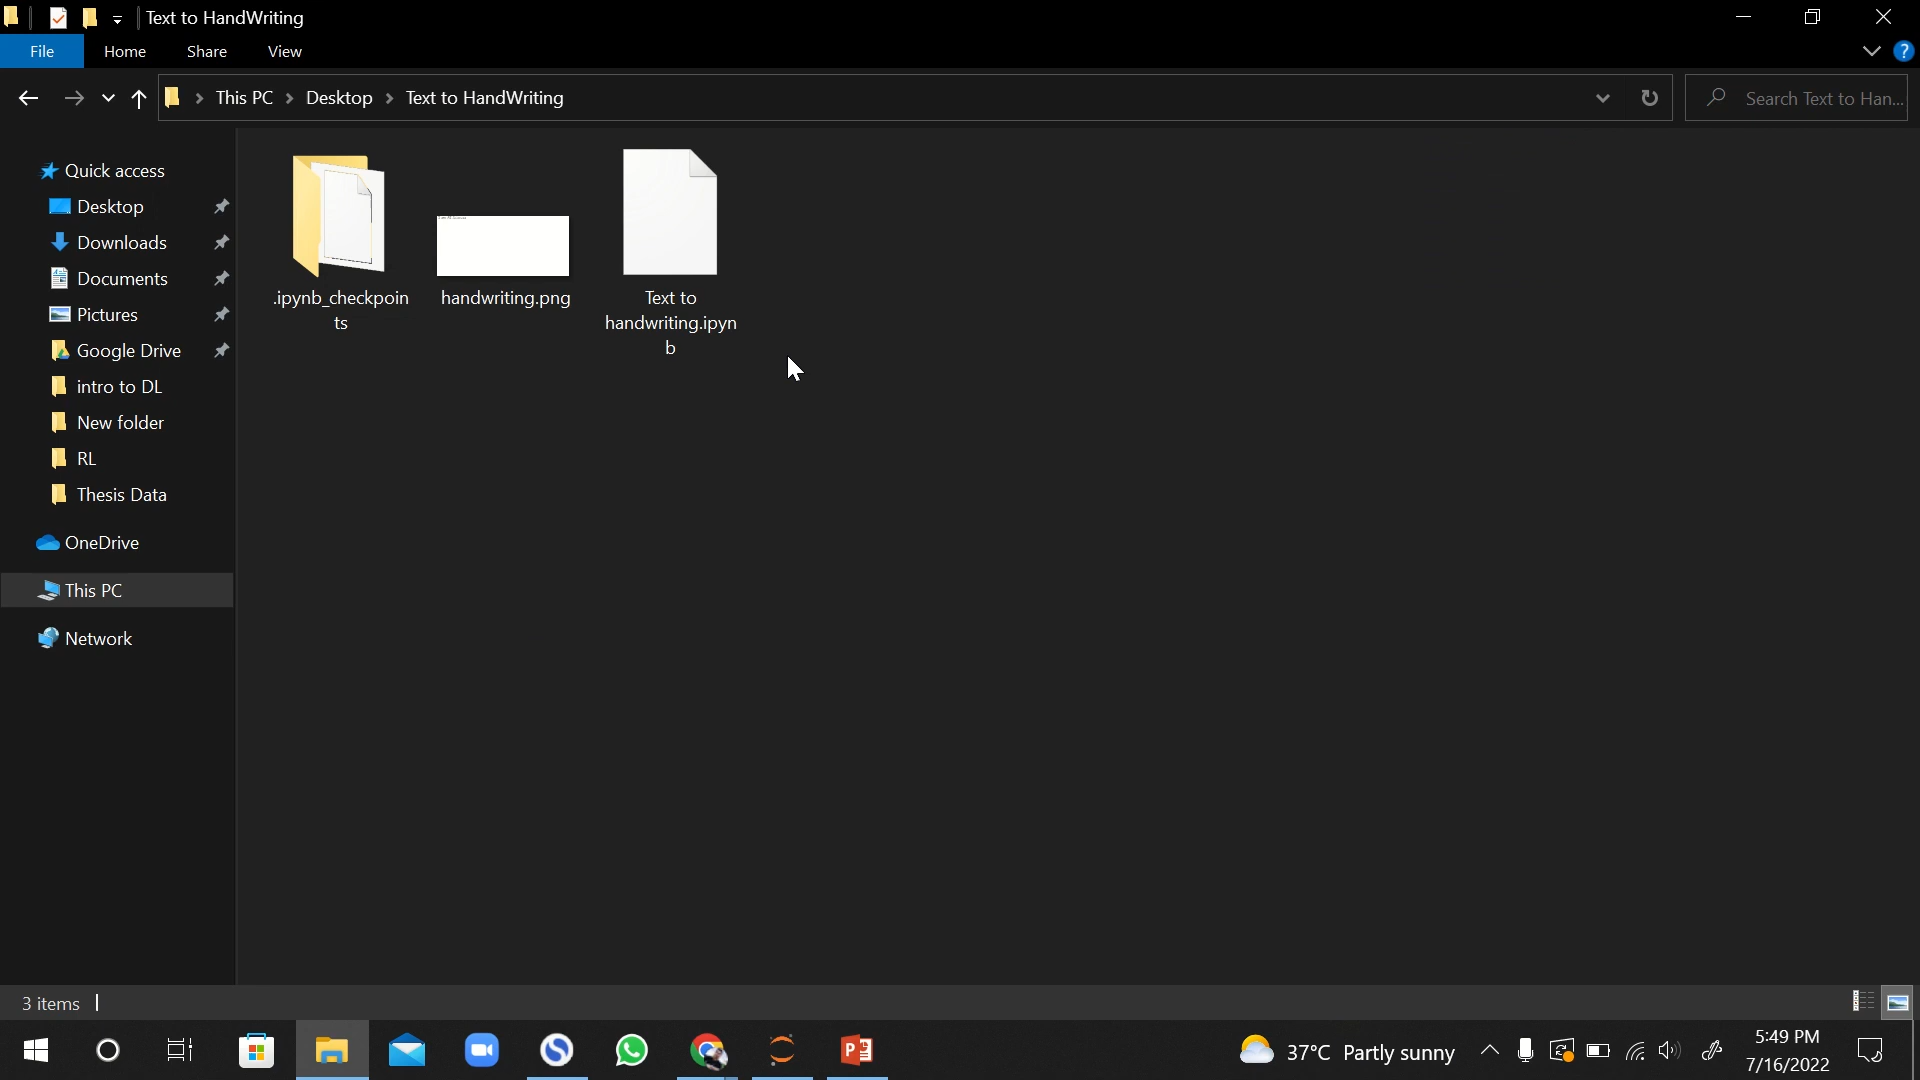 Text to HandWriting
File Home Share View
This PC Desktop Text to HandWriting
Search Text to Han...
Quick access
Desktop
Downloads
Documents
Pictures
Google Drive
intro to DL
New folder
RL
Thesis Data
OneDrive
This PC
Network
.ipynb_checkpoin
ts
handwriting.png
Text to
handwriting.ipyn
b
3 items
37°C Partly sunny
5:49 PM
7/16/2022